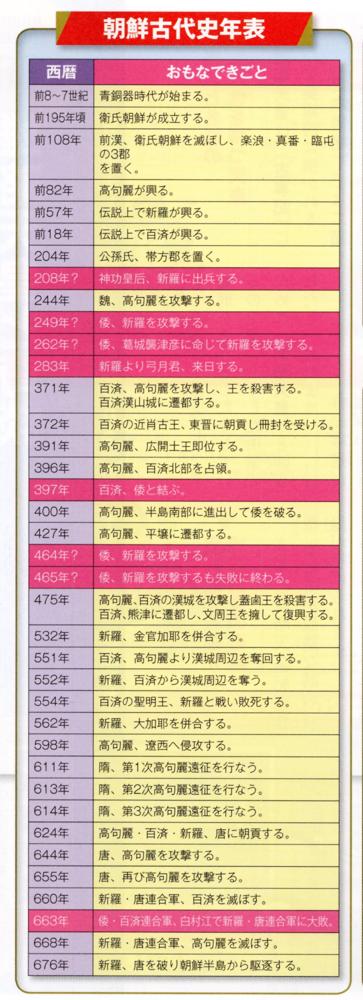 朝鮮古代史年表
西暦 おもなできごと
前8〜7世紀 青銅器時代が始まる。
前195年頃 衛氏朝鮮が成立する。
前108年 前漢、衛氏朝鮮を滅ぼし、楽浪・真番・臨屯
の3郡
を置く。
前82年 高句麗が興る。
前57年 伝説上で新羅が興る。
前18年 伝説上で百済が興る。
204年 公孫氏、帯方郡を置く。
208年？ 神功皇后、新羅に出兵する。
244年 魏、高句麗を攻撃する。
249年？ 倭、新羅を攻撃する。
262年？ 倭、葛城襲津彦に命じて新羅を攻撃する。
283年 新羅より弓月君、来日する。
371年 百済、高句麗を攻撃し、王を殺害する。
百済漢山城に遷都する。
372年 百済の近肖古王、東晋に朝貢し冊封を受ける。
391年 高句麗、広開土王即位する。
396年 高句麗、百済北部を占領。
397年 百済、倭と結ぶ。
400年 高句麗、半島南部に進出して倭を破る。
427年 高句麗、平壌に遷都する。
464年？ 倭、新羅を攻撃する。
465年？ 倭、新羅を攻撃するも失敗に終わる。
475年 高句麗、百済の漢城を攻撃し蓋鹵王を殺害する。
百済、熊津に遷都し、文周王を擁して復興する。
532年 新羅、金官加耶を併合する。
551年 百済、高句麗より漢城周辺を奪回する。
552年 新羅、百済から漢城周辺を奪う。
554年 百済の聖明王、新羅と戦い敗死する。
562年 新羅、大加耶を併合する。
598年 高句麗、遼西へ侵攻する。
611年 隋、第1次高句麗遠征を行なう。
613年 隋、第2次高句麗遠征を行なう。
614年 隋、第3次高句麗遠征を行なう。
624年 高句麗・百済・新羅、唐に朝貢する。
644年 唐、高句麗を攻撃する。
655年 唐、再び高句麗を攻撃する。
660年 新羅・唐連合軍、百済を滅ぼす。
663年 倭・百済連合軍、白村江で新羅・唐連合軍に大敗。
668年 新羅・唐連合軍、高句麗を滅ぼす。
676年 新羅、唐を破り朝鮮半島から駆逐する。